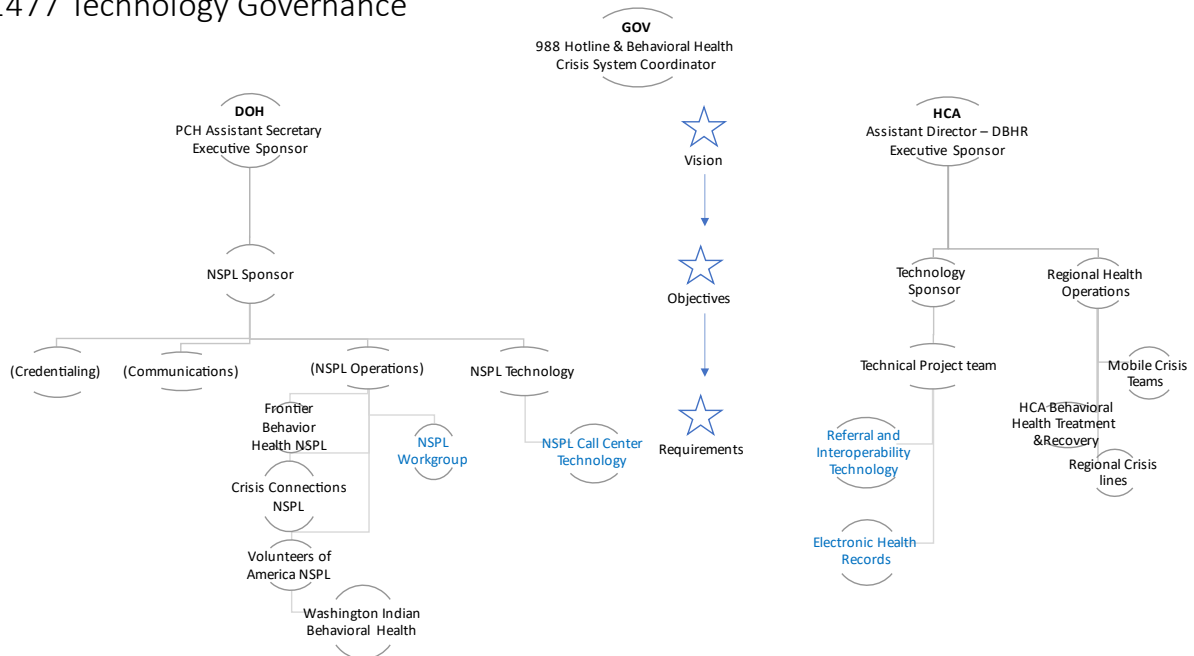 1477 Technology Governance
GOV
988 Hotline & Behavioral Health
Crisis System Coordinator
DOH
PCH Assistant Secretary
Executive Sponsor
HCA
Assistant Director – DBHR
Executive Sponsor
Vision
NSPL Sponsor
Objectives
Technology
Sponsor
Regional Health
Operations
(Credentialing)
(Communications)
(NSPL Operations)
NSPL Technology
Technical Project team
Mobile Crisis
Teams
Frontier
Behavior
Health NSPL
NSPL
Workgroup
NSPL Call Center
Technology
Requirements
Referral and
Interoperability
Technology
HCA Behavioral
Health Treatment
&Recovery
Regional Crisis
lines
Crisis Connections
NSPL
Volunteers of
America NSPL
Electronic Health
Records
Washington Indian
Behavioral Health